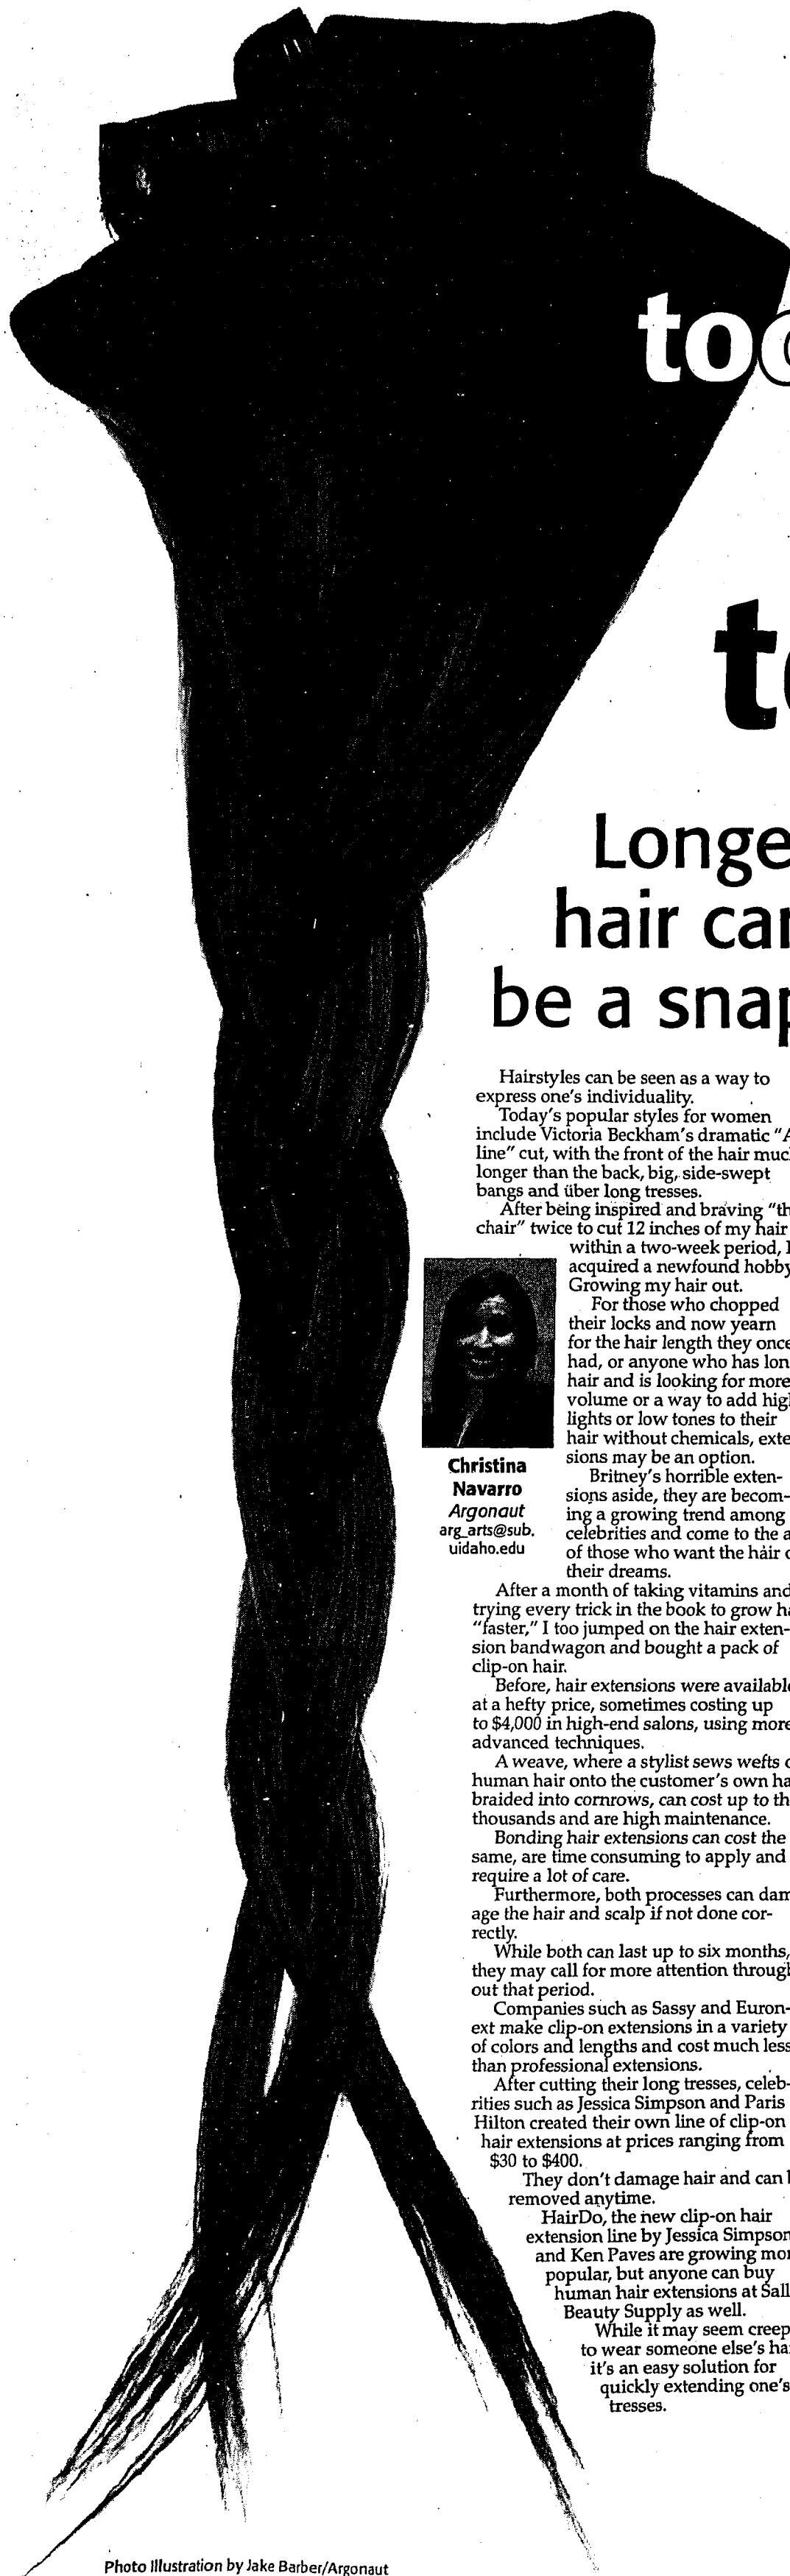 too
to
Longe
hair can
be a snap
Hairstyles can be seen as a way to
express one's individuality.
Today's popular styles for women
include Victoria Beckham's dramatic "A
line" cut, with the front of the hair much
longer than the back, big, side-swept
bangs and über long tresses.
After being inspired and braving "th
chair" twice to cut 12 inches of my hair
within a two-week period, I
acquired a newfound hobby
Growing my hair out.
For those who chopped
their locks and now yearn
for the hair length they once
had, or anyone who has lon
hair and is looking for more
volume or a way to add high
lights or low tones to their
hair without chemicals, exte
sions may be an option.
Britney's horrible exten-
sions aside, they are becom-
ing a growing trend among
celebrities and come to the a
of those who want the hair o
their dreams.
Christina
Navarro
Argonaut
arg_arts@sub.
uidaho.edu
After a month of taking vitamins and
trying every trick in the book to grow ha
"faster," I too jumped on the hair exten-
sion bandwagon and bought a pack of
clip-on hair.
Before, hair extensions were available
at a hefty price, sometimes costing up
to $4,000 in high-end salons, using more
advanced techniques.
A weave, where a stylist sews wefts o
human hair onto the customer's own ha
braided into cornrows, can cost up to th
thousands and are high maintenance.
Bonding hair extensions can cost the
same, are time consuming to apply and
require a lot of care.
Furthermore, both processes can dam
age the hair and scalp if not done cor-
rectly.
While both can last up to six months,
they may call for more attention through
out that period.
Companies such as Sassy and Euron-
ext make clip-on extensions in a variety
of colors and lengths and cost much less
than professional extensions.
After cutting their long tresses, celeb-
rities such as Jessica Simpson and Paris
Hilton created their own line of clip-on
hair extensions at prices ranging from
$30 to $400.
They don't damage hair and can b
removed anytime.
HairDo, the new clip-on hair
extension line by Jessica Simpson
and Ken Paves are growing mor
popular, but anyone can buy
human hair extensions at Sall
Beauty Supply as well.
While it may seem creep
to wear someone else's hai
it's an easy solution for
quickly extending one's
tresses.
Photo Illustration by Jake Barber/Argonaut